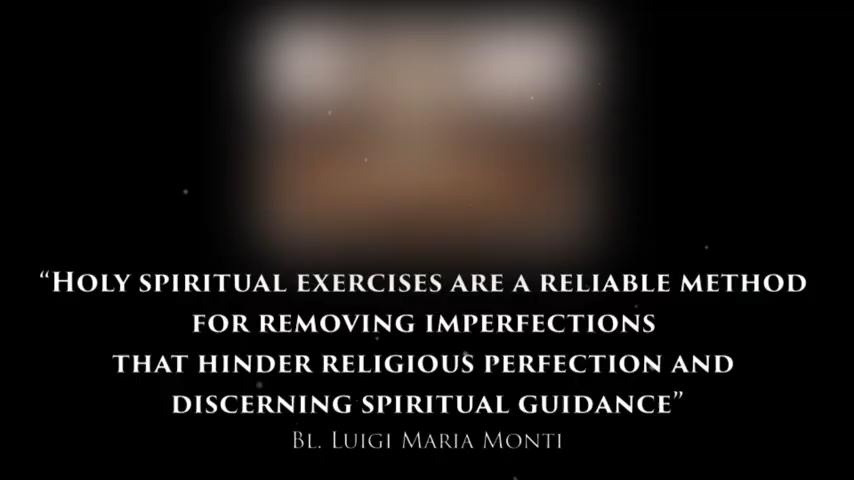 “Holy spiritual exercises are a reliable method
for removing imperfections
that hinder religious perfection and
discerning spiritual guidance”
Bl. Luigi Maria Monti